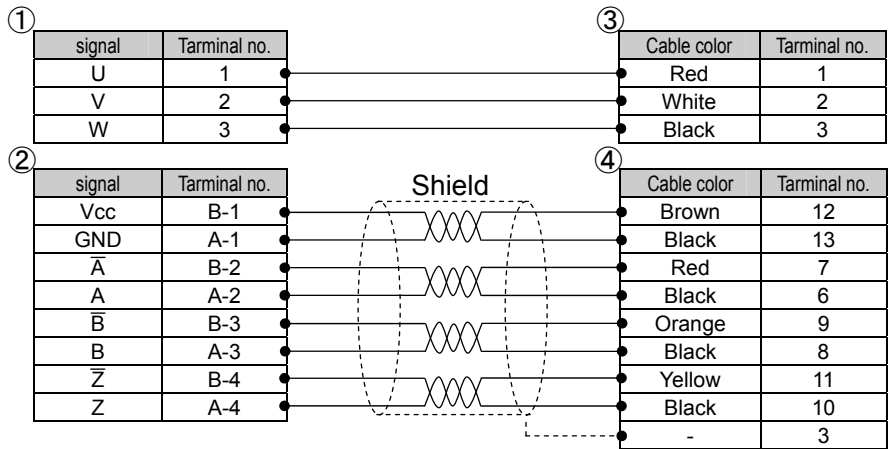 ① ③
signal Tarminal no. Cable color Tarminal no.
U 1 Red 1
V 2 White 2
W 3 Black 3
② ④
signal Tarminal no. Shield Cable color Tarminal no.
Vcc B-1 Brown 12
GND A-1 Black 13
A̅ B-2 Red 7
A A-2 Black 6
B̅ B-3 Orange 9
B A-3 Black 8
Z̅ B-4 Yellow 11
Z A-4 Black 10
- 3